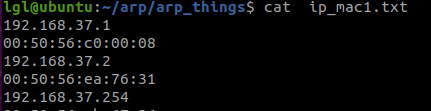 lgl@ubuntu:~/arp/arp_things$ cat  ip_mac1.txt
192.168.37.1
00:50:56:c0:00:08
192.168.37.2
00:50:56:ea:76:31
192.168.37.254